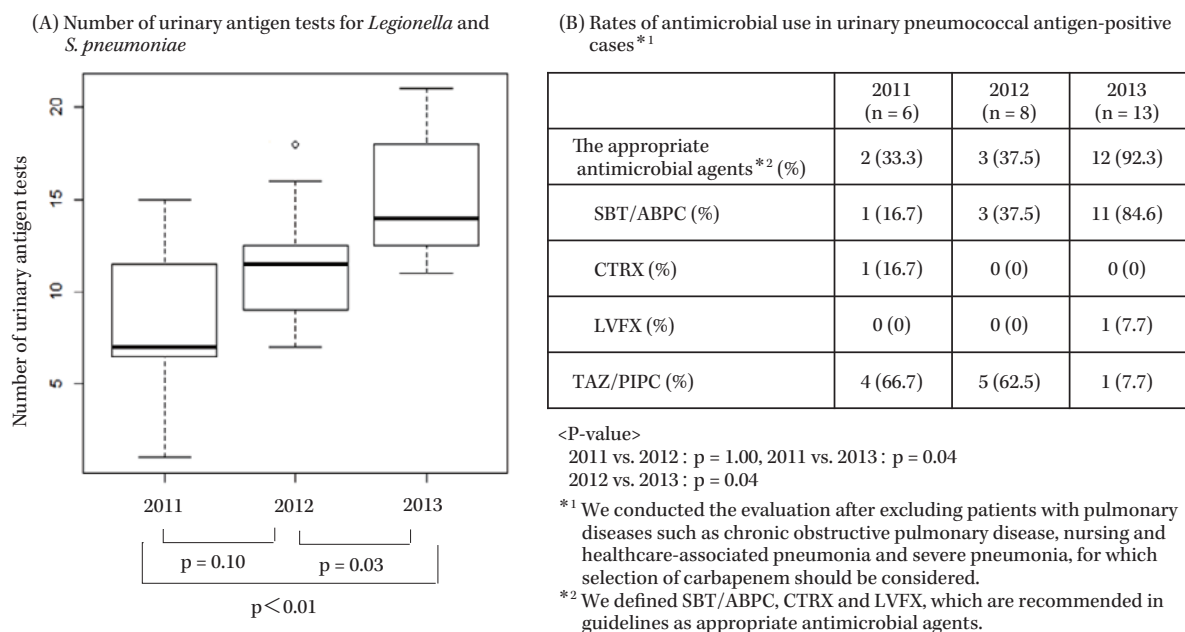 (A) Number of urinary antigen tests for Legionella and
S. pneumoniae
Number of urinary antigen tests
20
15
10
5
2011
2012
2013
p = 0.10
p = 0.03
p<0.01
(B) Rates of antimicrobial use in urinary pneumococcal antigen-positive
cases*1
2011 2012 2013
(n = 6) (n = 8) (n = 13)
The appropriate
antimicrobial agents*2 (%) 2 (33.3) 3 (37.5) 12 (92.3)
SBT/ABPC (%) 1 (16.7) 3 (37.5) 11 (84.6)
CTRX (%) 1 (16.7) 0 (0) 0 (0)
LVFX (%) 0 (0) 0 (0) 1 (7.7)
TAZ/PIPC (%) 4 (66.7) 5 (62.5) 1 (7.7)
<P-value>
2011 vs. 2012 : p = 1.00, 2011 vs. 2013 : p = 0.04
2012 vs. 2013 : p = 0.04
*1 We conducted the evaluation after excluding patients with pulmonary
diseases such as chronic obstructive pulmonary disease, nursing and
healthcare-associated pneumonia and severe pneumonia, for which
selection of carbapenem should be considered.
*2 We defined SBT/ABPC, CTRX and LVFX, which are recommended in
guidelines as appropriate antimicrobial agents.